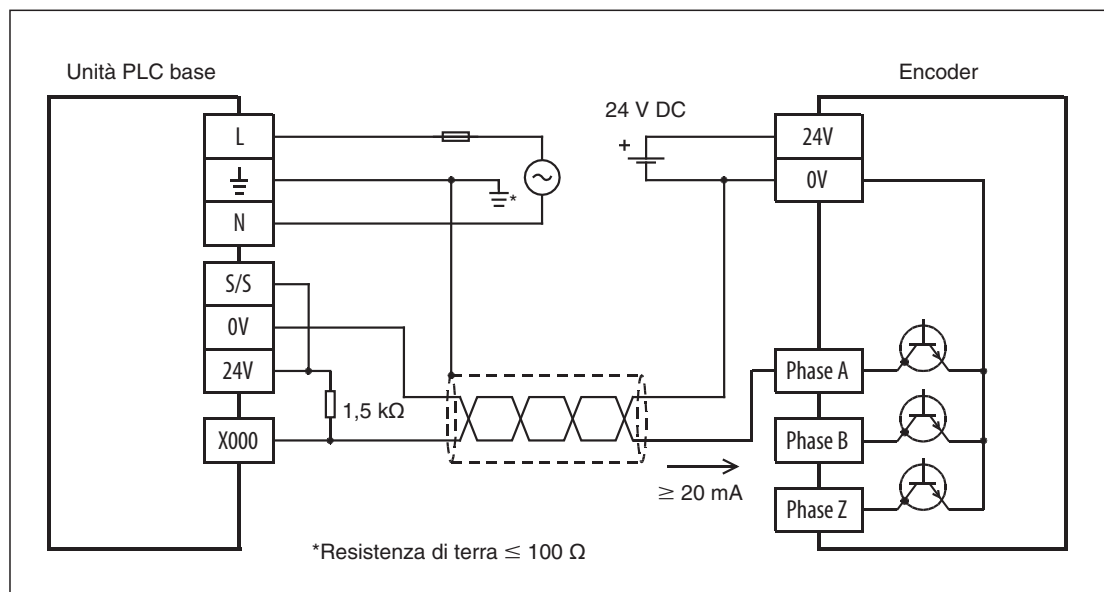 Unità PLC base
Encoder
24 V DC
+
L
N
S/S
0V
24V
X000
1,5 kΩ
24V
0V
*
Phase A
Phase B
Phase Z
≥ 20 mA
*Resistenza di terra ≤ 100 Ω